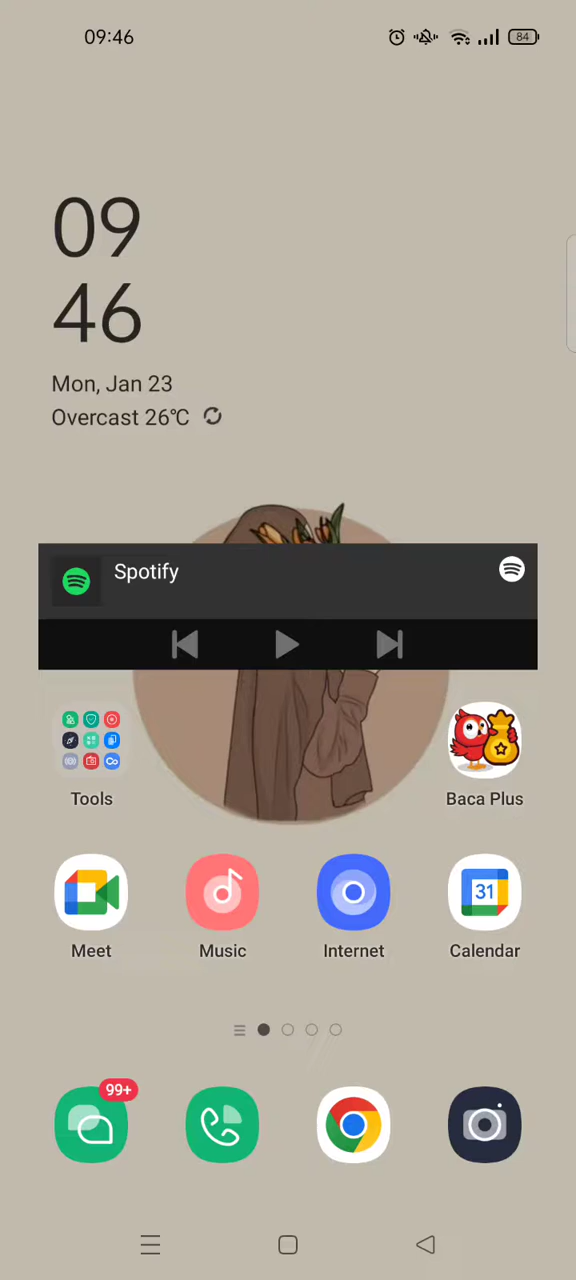 09:46
84
09
46
Mon, Jan 23
Overcast 26℃
Spotify
Tools
Baca Plus
31
Meet
Music
Internet
Calendar
99+